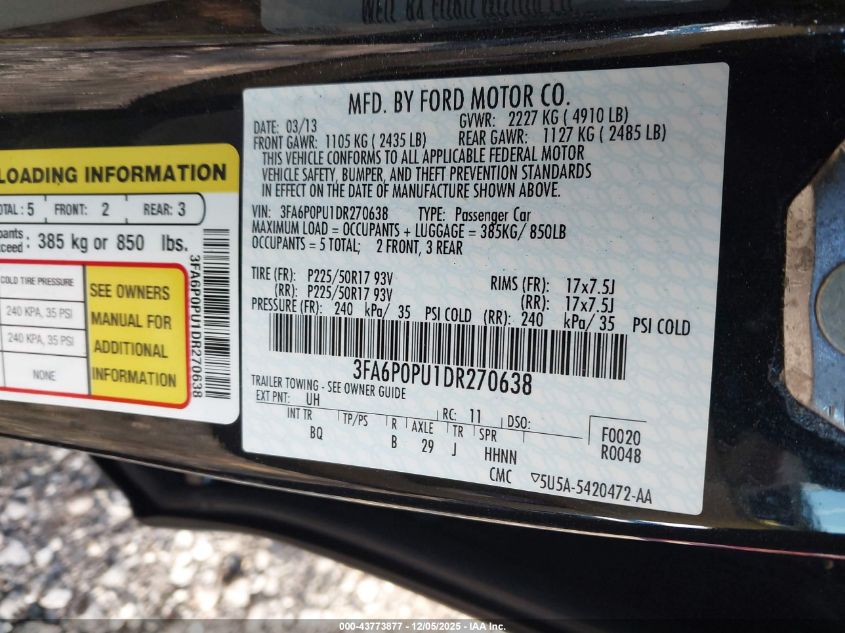 MFD. BY FORD MOTOR CO.
DATE: 03/13 GVWR: 2227 KG ( 4910 LB)
FRONT GAWR: 1105 KG ( 2435 LB) REAR GAWR: 1127 KG ( 2485 LB)
THIS VEHICLE CONFORMS TO ALL APPLICABLE FEDERAL MOTOR
VEHICLE SAFETY, BUMPER, AND THEFT PREVENTION STANDARDS
IN EFFECT ON THE DATE OF MANUFACTURE SHOWN ABOVE.
VIN: 3FA6P0PU1DR270638 TYPE: Passenger Car
MAXIMUM LOAD = OCCUPANTS + LUGGAGE = 385KG/ 850LB
OCCUPANTS = 5 TOTAL; 2 FRONT, 3 REAR
TIRE (FR): P225/50R17 93V RIMS (FR): 17x7.5J
(RR): P225/50R17 93V (RR): 17x7.5J
PRESSURE (FR): 240 kPa/ 35 PSI COLD (RR): 240 kPa/ 35 PSI COLD
3FA6P0PU1DR270638
TRAILER TOWING - SEE OWNER GUIDE
EXT PNT: UH RC: 11 DSO:
INT TR TP/PS R AXLE TR SPR
BQ B 29 J HHNN
F0020
R0048
CMC ▽5U5A-5420472-AA
LOADING INFORMATION
TOTAL: 5 FRONT: 2 REAR: 3
385 kg or 850 lbs.
COLD TIRE PRESSURE
240 KPA, 35 PSI
240 KPA, 35 PSI
NONE
SEE OWNERS
MANUAL FOR
ADDITIONAL
INFORMATION
3FA6P0PU1DR270638
000-43773877 • 12/05/2025 - IAA Inc.